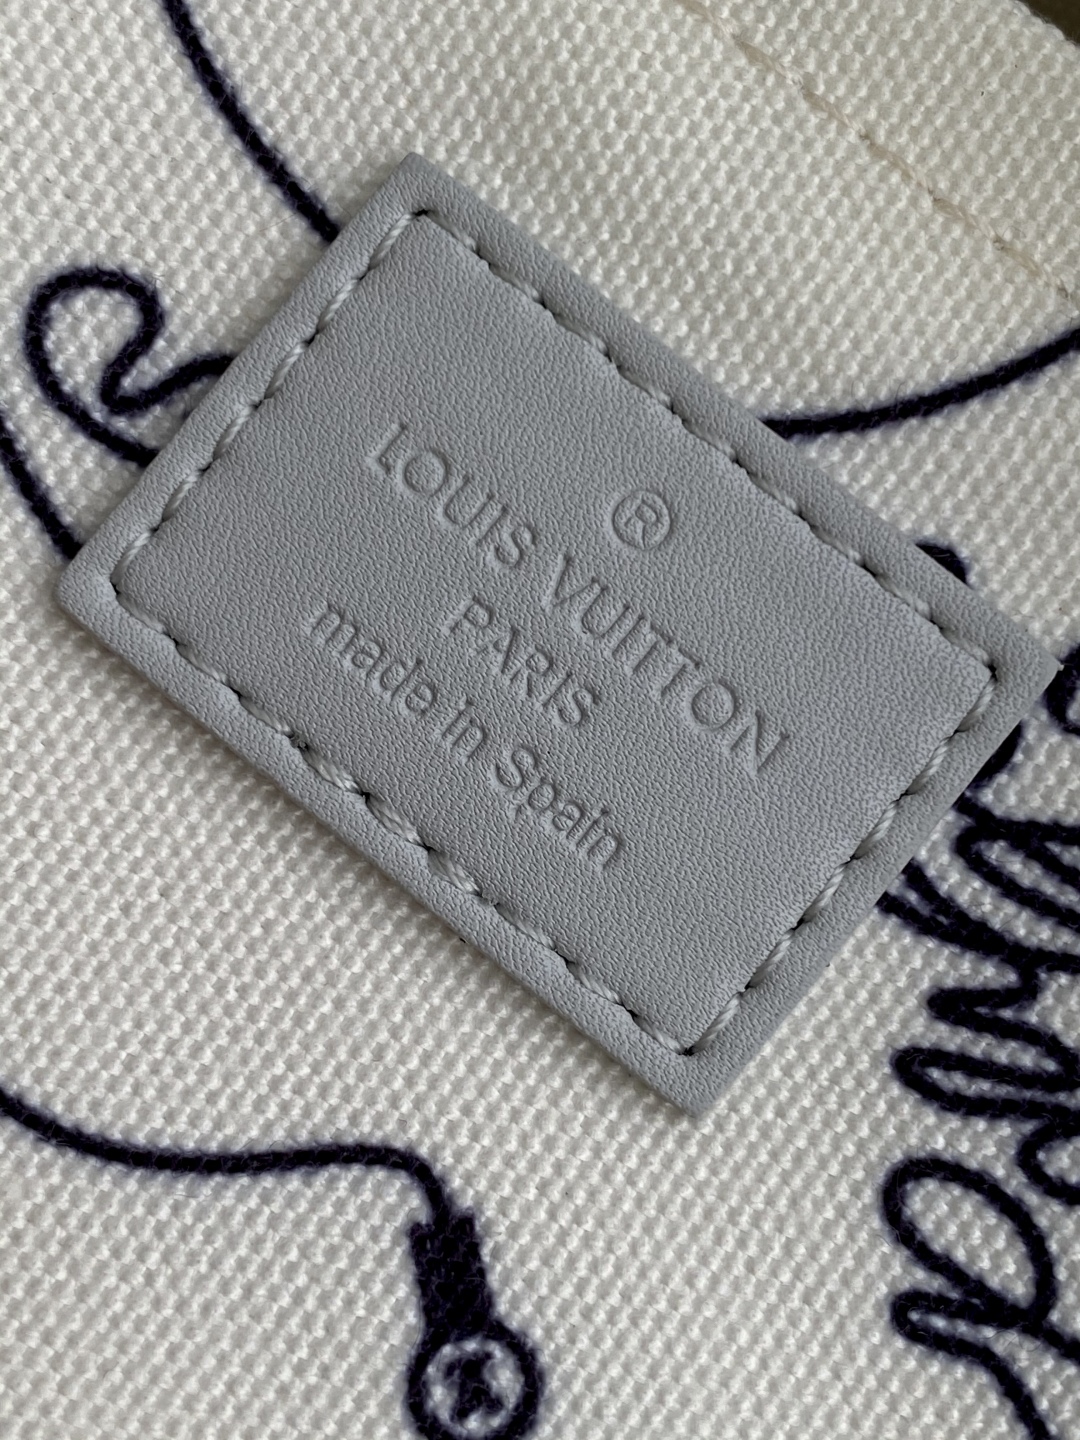 ®
LOUIS VUITTON
PARIS
made in Spain